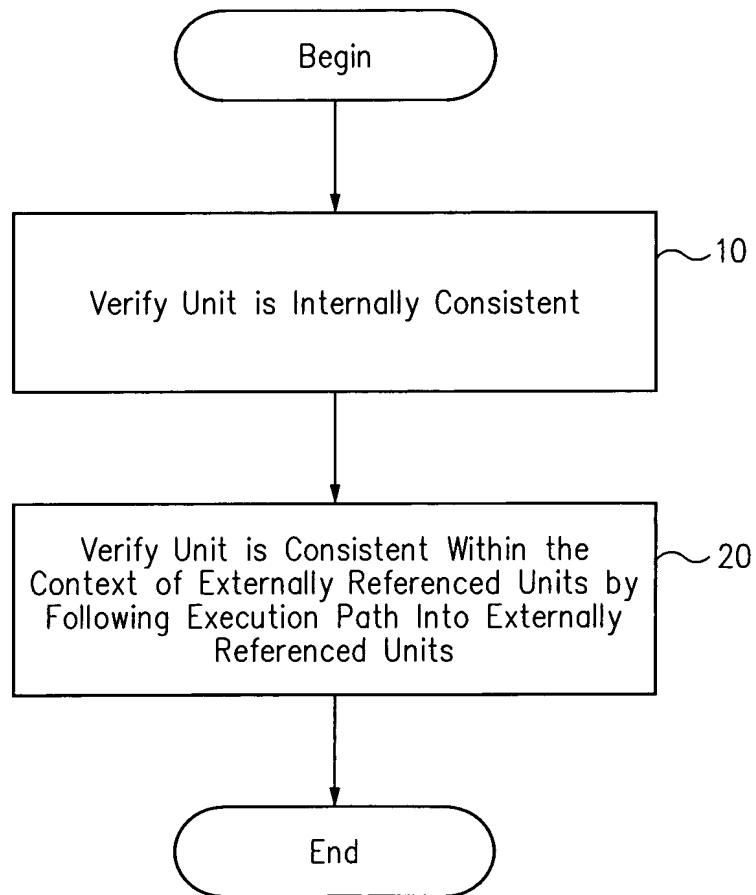 Begin
10
Verify Unit is Internally Consistent
Verify Unit is Consistent Within the
Context of Externally Referenced Units by
Following Execution Path Into Externally
Referenced Units
20
End